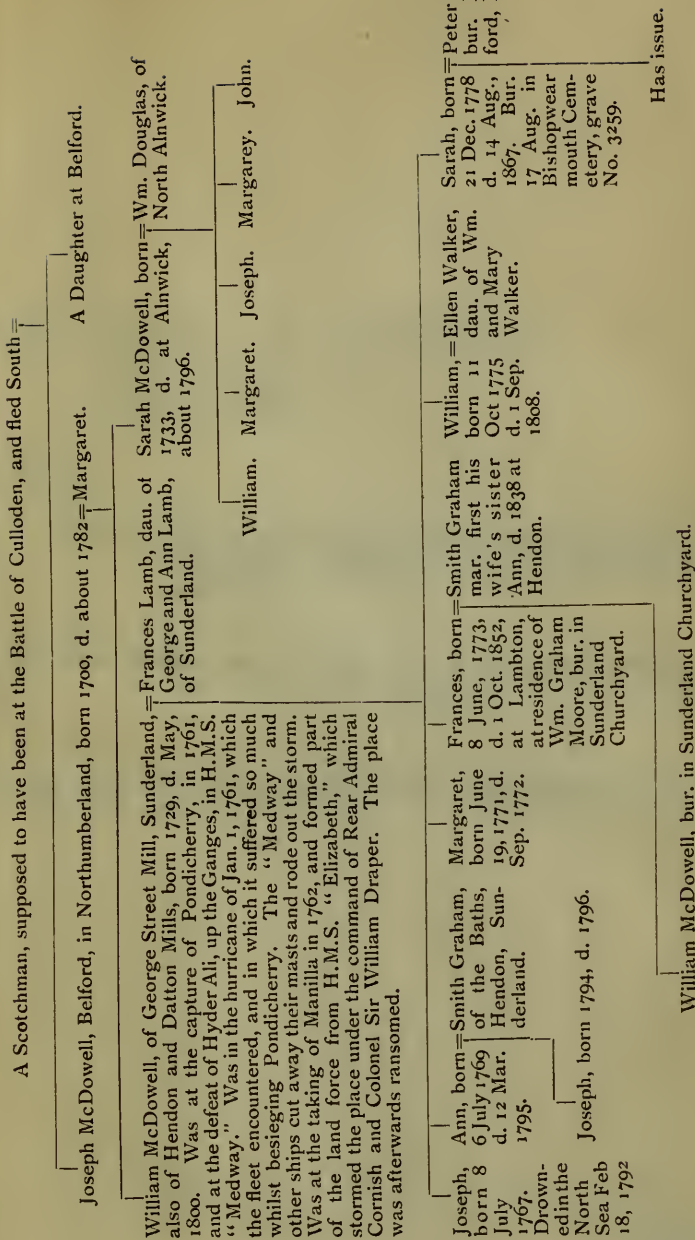 A Scotchman, supposed to have been at the Battle of Culloden, and fled South=
Joseph McDowell, Belford, in Northumberland, born 1700, d. about 1782=Margaret.
A Daughter at Belford.
William McDowell, of George Street Mill, Sunderland,
also of Hendon and Datton Mills, born 1729, d. May,
1800. Was at the capture of Pondicherry, in 1761,
and at the defeat of Hyder Ali, up the Ganges, in H.M.S.
“Medway.” Was in the hurricane of Jan. 1, 1761, which
the fleet encountered, and in which it suffered so much
whilst besieging Pondicherry. The “Medway” and
other ships cut away their masts and rode out the storm.
Was at the taking of Manilla in 1762, and formed part
of the land force from H.M.S. “Elizabeth,” which
stormed the place under the command of Rear Admiral
Cornish and Colonel Sir William Draper. The place
was afterwards ransomed.
=Frances Lamb, dau. of
George and Ann Lamb,
of Sunderland.
Sarah McDowell, born
1733, d. at Alnwick,
about 1796.
=Wm. Douglas, of
North Alnwick.
William. Margaret. Joseph. Margarey. John.
Joseph,
born 8
July
1767.
Drown-
ed in the
North
Sea Feb
18, 1792
Ann, born
6 July 1769
d. 12 Mar.
1795.
=Smith Graham,
of the Baths,
Hendon, Sun-
derland.
Joseph, born 1794, d. 1796.
Margaret,
born June
19, 1771, d.
Sep. 1772.
Frances, born
8 June, 1773,
d. 1 Oct. 1852,
at Lambton,
at residence of
Wm. Graham
Moore, bur. in
Sunderland
Churchyard.
=Smith Graham
mar. first his
wife's sister
Ann, d. 1838 at
Hendon.
William,
born 11
Oct 1775
d. 1 Sep.
1808.
=Ellen Walker,
dau. of Wm.
and Mary
Walker.
Sarah, born
21 Dec. 1778
d. 14 Aug.,
1867. Bur.
17 Aug. in
Bishopwear
mouth Cem-
etery, grave
No. 3259.
=Peter
bur.
ford,
Has issue.
William McDowell, bur. in Sunderland Churchyard.